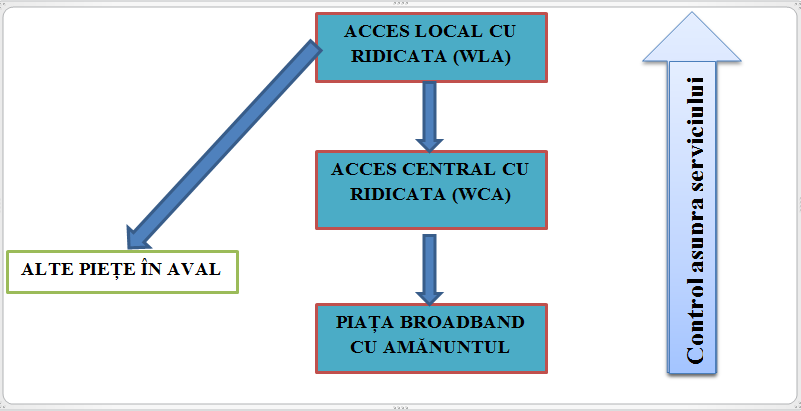 ACCES LOCAL CU
RIDICATA (WLA)
ACCES CENTRAL CU
RIDICATA (WCA)
ALTE PIEȚE ÎN AVAL
PIAȚA BROADBAND
CU AMĂNUNTUL
Control asupra serviciului